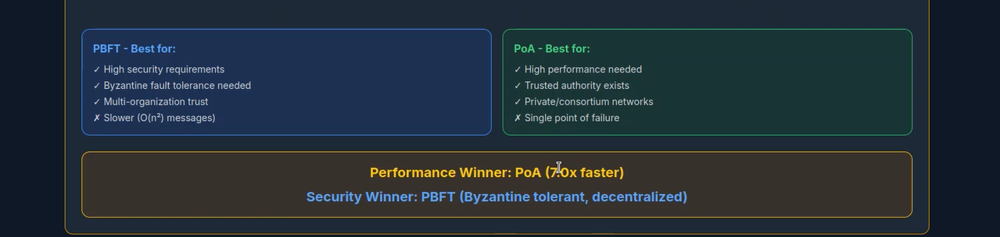 PBFT - Best for:
✓ High security requirements
✓ Byzantine fault tolerance needed
✓ Multi-organization trust
✗ Slower (O(n²) messages)
PoA - Best for:
✓ High performance needed
✓ Trusted authority exists
✓ Private/consortium networks
✗ Single point of failure
Performance Winner: PoA (7.0x faster)
Security Winner: PBFT (Byzantine tolerant, decentralized)